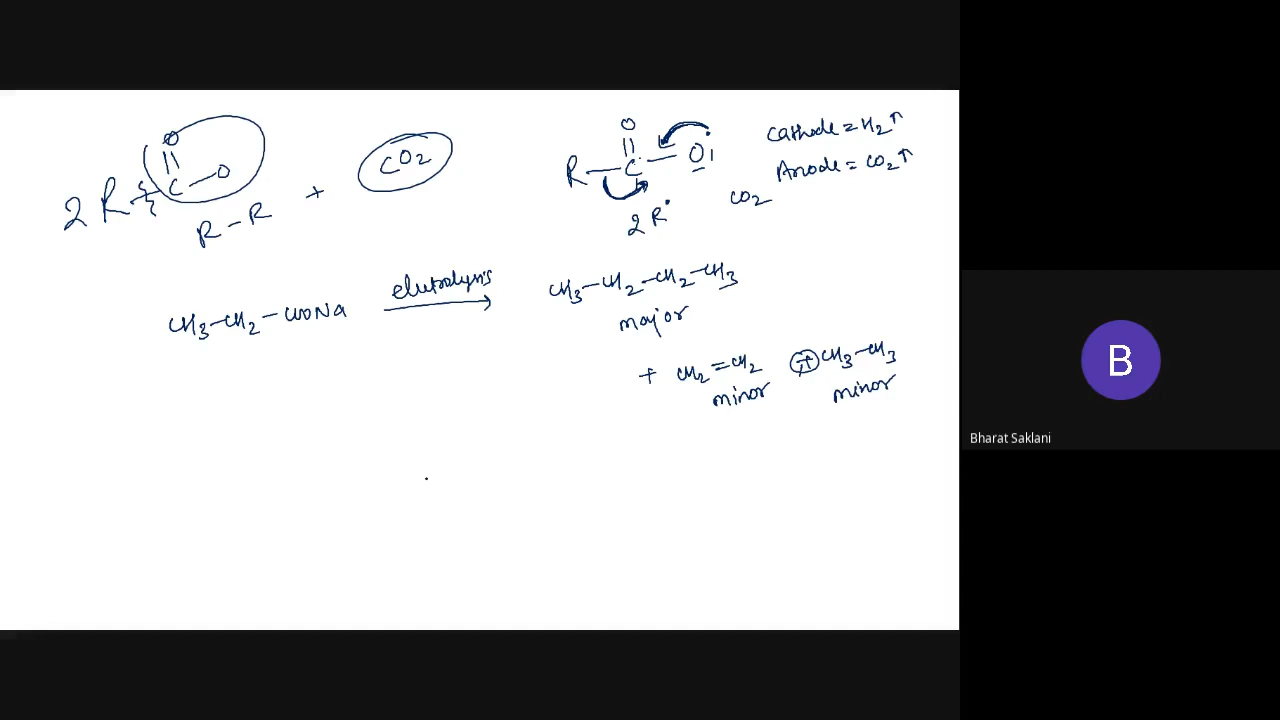 O
2 R C O + CO2
R-R
O
R-C-O
2R• CO2
Cathode = H2↑
Anode = CO2↑
CH3-CH2-COONa electrolysis CH3-CH2-CH2-CH3
major
+ CH2=CH2 + CH3-CH3
minor minor
B
Bharat Saklani